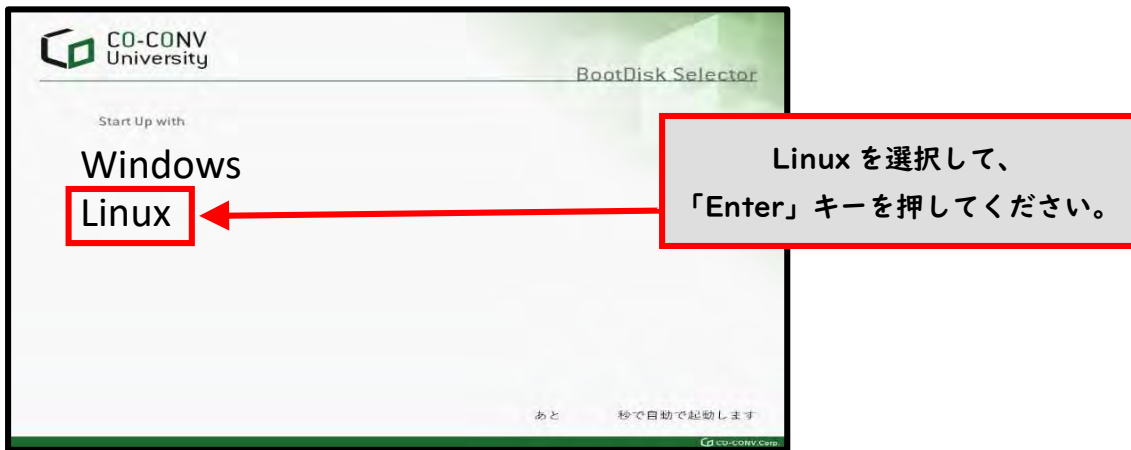 CO-CONV
University
BootDisk Selector
Start Up with
Windows
Linux
Linux を選択して、
「Enter」キーを押してください。
あと 秒で自動で起動します
CO-CONV,Corp.